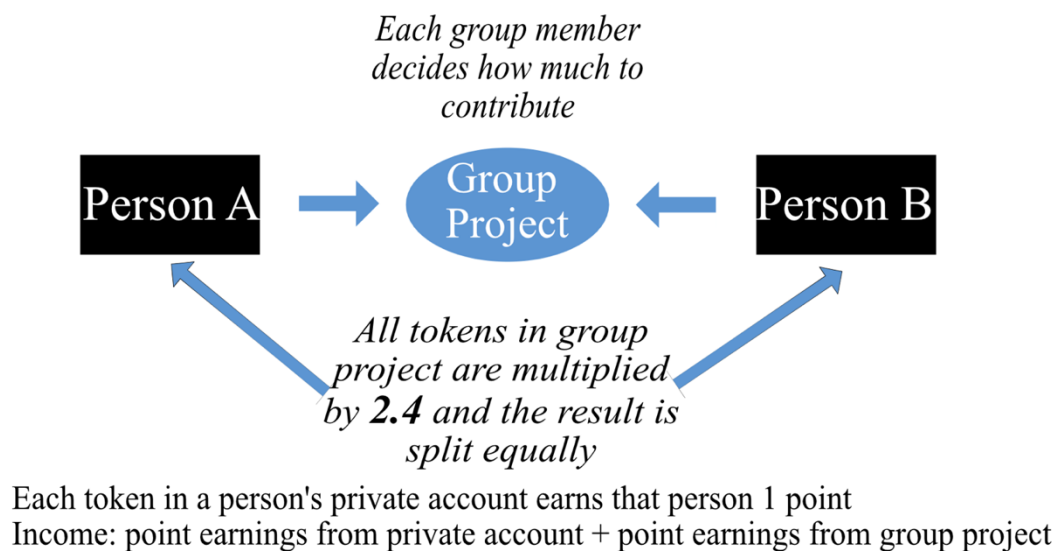 Each group member
decides how much to
contribute
Person A
Group
Project
Person B
All tokens in group
project are multiplied
by 2.4 and the result is
split equally
Each token in a person's private account earns that person 1 point
Income: point earnings from private account + point earnings from group project